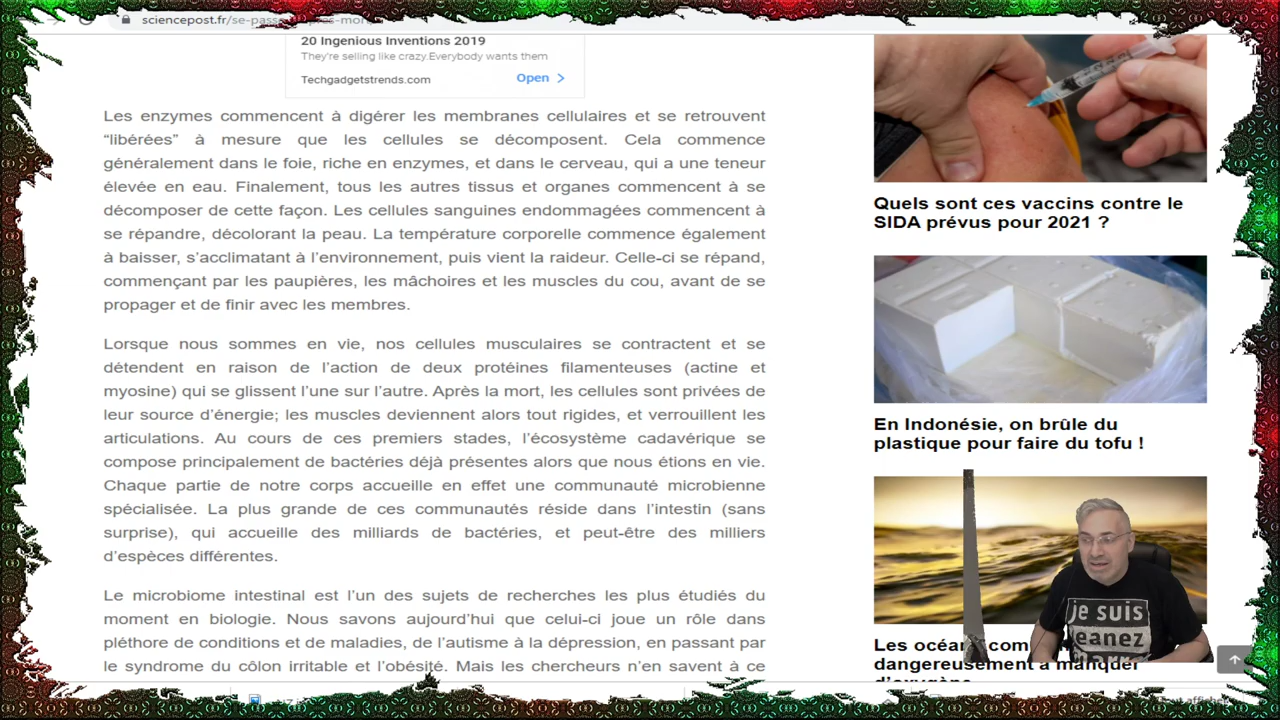 sciencepost.fr/se-passe
20 Ingenious Inventions 2019
They're selling like crazy.Everybody wants them
Techgadgetstrends.com
Open
Les enzymes commencent à digérer les membranes cellulaires et se retrouvent
“libérées” à mesure que les cellules se décomposent. Cela commence
généralement dans le foie, riche en enzymes, et dans le cerveau, qui a une teneur
élevée en eau. Finalement, tous les autres tissus et organes commencent à se
décomposer de cette façon. Les cellules sanguines endommagées commencent à
se répandre, décolorant la peau. La température corporelle commence également
à baisser, s’acclimatant à l’environnement, puis vient la raideur. Celle-ci se répand,
commençant par les paupières, les mâchoires et les muscles du cou, avant de se
propager et de finir avec les membres.
Lorsque nous sommes en vie, nos cellules musculaires se contractent et se
détendent en raison de l’action de deux protéines filamenteuses (actine et
myosine) qui se glissent l’une sur l’autre. Après la mort, les cellules sont privées de
leur source d’énergie; les muscles deviennent alors tout rigides, et verrouillent les
articulations. Au cours de ces premiers stades, l’écosystème cadavérique se
compose principalement de bactéries déjà présentes alors que nous étions en vie.
Chaque partie de notre corps accueille en effet une communauté microbienne
spécialisée. La plus grande de ces communautés réside dans l’intestin (sans
surprise), qui accueille des milliards de bactéries, et peut-être des milliers
d’espèces différentes.
Le microbiome intestinal est l’un des sujets de recherches les plus étudiés du
moment en biologie. Nous savons aujourd’hui que celui-ci joue un rôle dans
pléthore de conditions et de maladies, de l’autisme à la dépression, en passant par
le syndrome du côlon irritable et l’obésité. Mais les chercheurs n’en savent à ce
Quels sont ces vaccins contre le
SIDA prévus pour 2021 ?
En Indonésie, on brûle du
plastique pour faire du tofu !
Les
dangereusement à manquer
d’oxygène
je suis
eanez